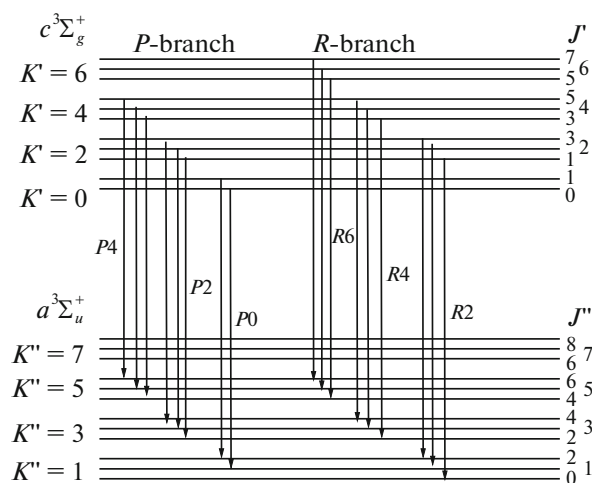 c ³Σ⁺g P-branch R-branch J'
K' = 6 7 6 5
K' = 4 5 4 3
K' = 2 3 2 1
K' = 0 1 0
P4 P2 P0 R6 R4 R2
a ³Σ⁺u J"
K" = 7 8 7 6
K" = 5 6 5 4
K" = 3 4 3 2
K" = 1 2 1 0